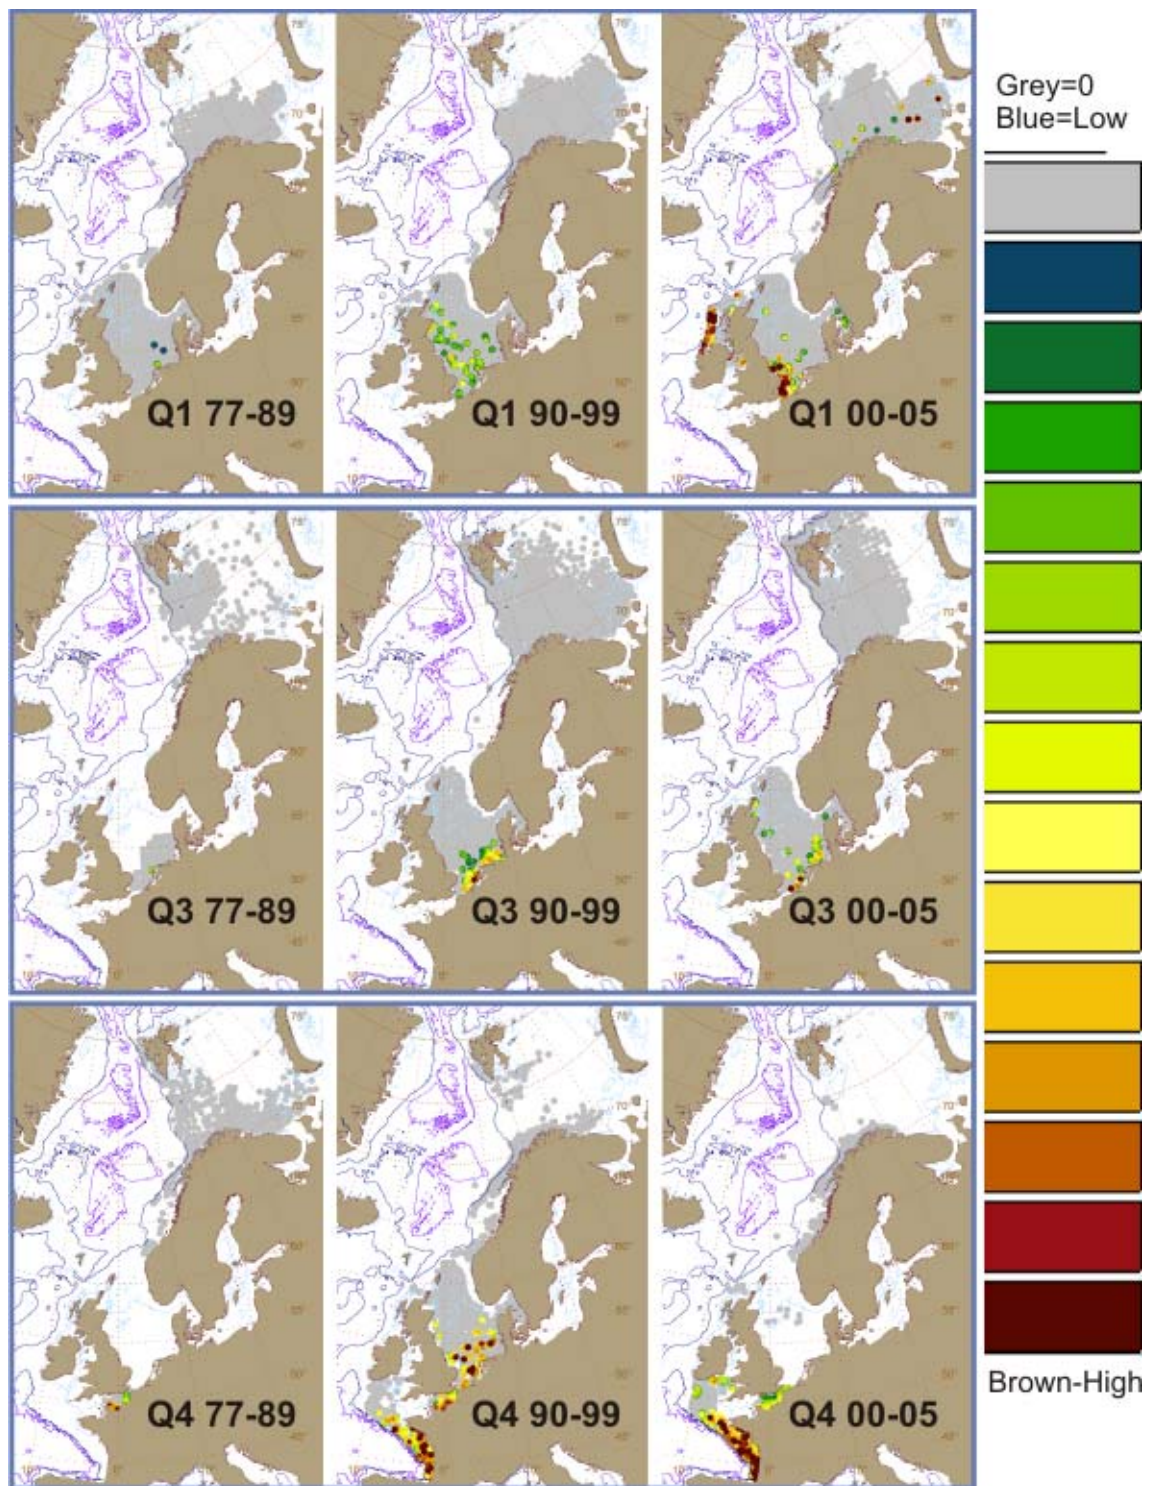 Grey=0
Blue=Low
Q1 77-89
Q1 90-99
Q1 00-05
Q3 77-89
Q3 90-99
Q3 00-05
Q4 77-89
Q4 90-99
Q4 00-05
Brown-High